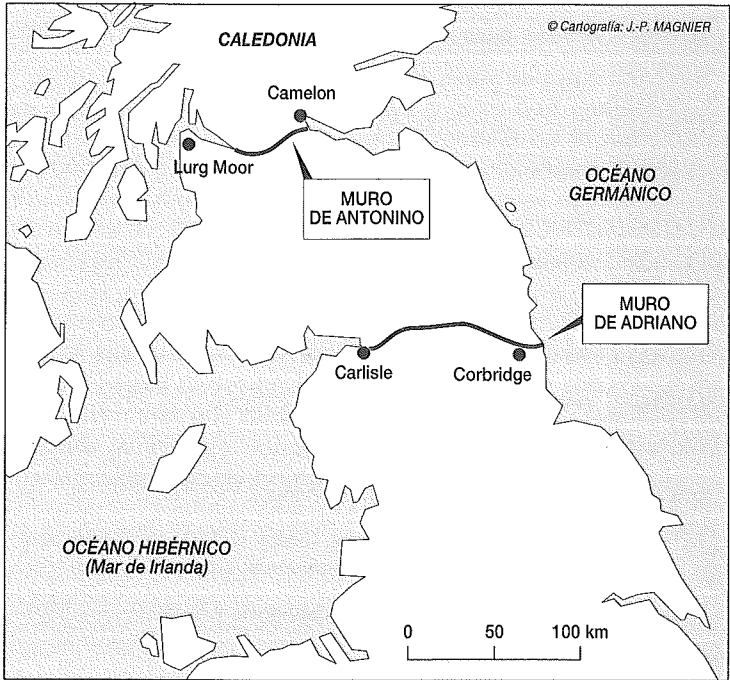 © Cartografía: J.-P. MAGNIER
CALEDONIA
Camelon
Lurg Moor
MURO
DE ANTONINO
OCÉANO
GERMÁNICO
MURO
DE ADRIANO
Carlisle
Corbridge
OCÉANO HIBÉRNICO
(Mar de Irlanda)
0 50 100 km